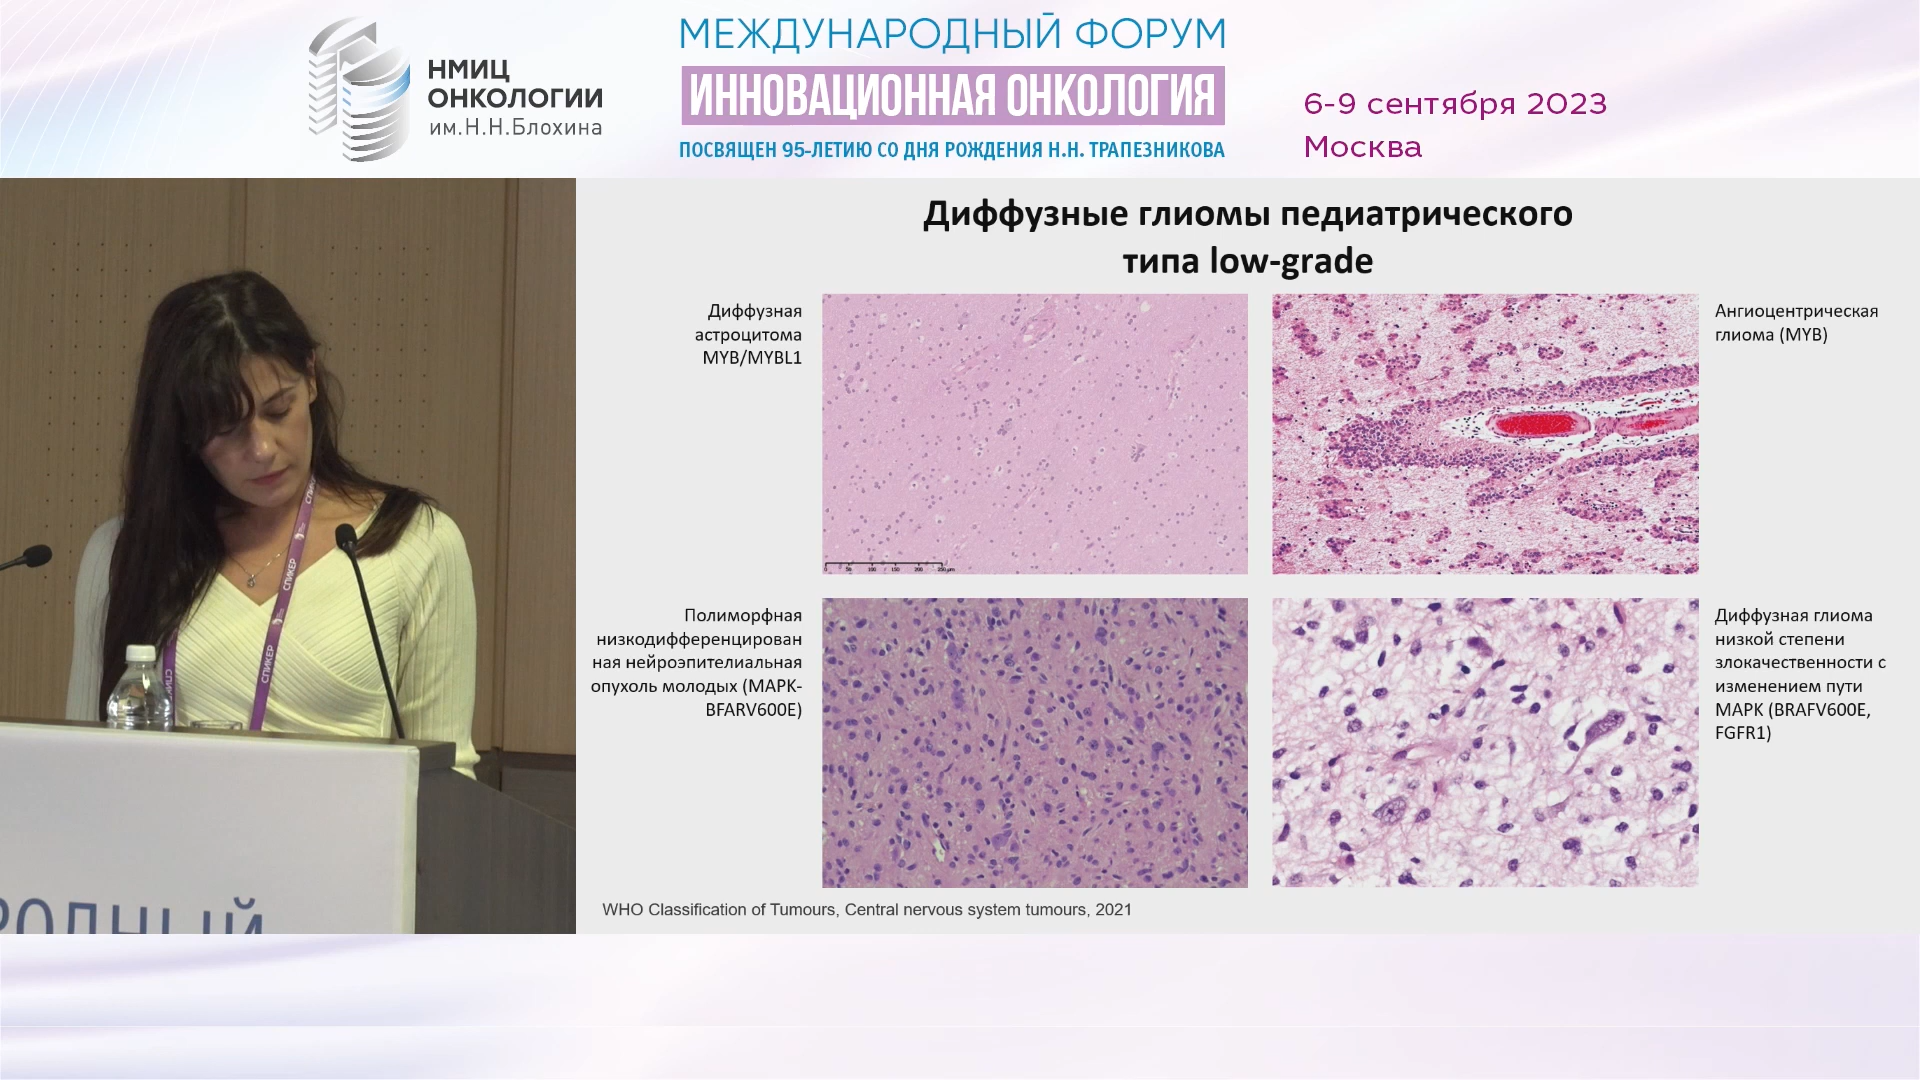 НМИЦ
ОНКОЛОГИИ
им.Н.Н.Блохина
МЕЖДУНАРОДНЫЙ ФОРУМ
ИННОВАЦИОННАЯ ОНКОЛОГИЯ
ПОСВЯЩЕН 95-ЛЕТИЮ СО ДНЯ РОЖДЕНИЯ Н.Н. ТРАПЕЗНИКОВА
6-9 сентября 2023
Москва
Диффузные глиомы педиатрического
типа low-grade
Диффузная
астроцитома
MYB/MYBL1
Ангиоцентрическая
глиома (MYB)
Полиморфная
низкодифференцирован
ная нейроэпителиальная
опухоль молодых (MAPK-
BFARV600E)
Диффузная глиома
низкой степени
злокачественности с
изменением пути
MAPK (BRAFV600E,
FGFR1)
WHO Classification of Tumours, Central nervous system tumours, 2021
СПИКЕР
СПИКЕР
РОДНЫЙ